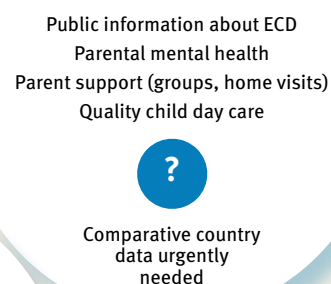 Public information about ECD
Parental mental health
Parent support (groups, home visits)
Quality child day care
?
Comparative country
data urgently
needed